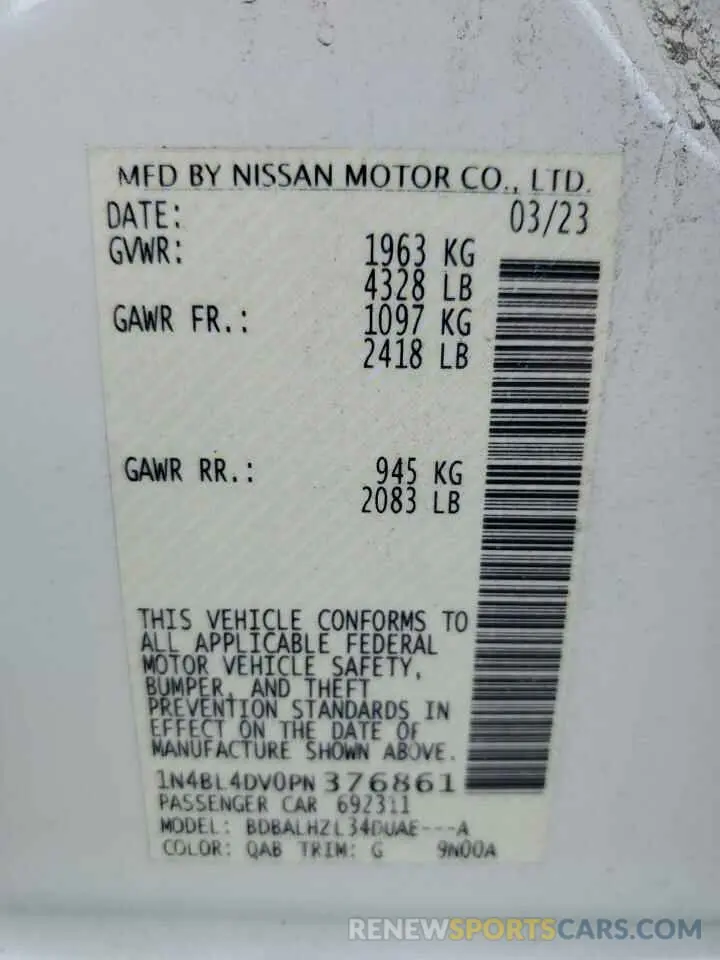 MFD BY NISSAN MOTOR CO., LTD.
DATE: 03/23
GVWR: 1963 KG
4328 LB
GAWR FR.: 1097 KG
2418 LB
GAWR RR.: 945 KG
2083 LB
THIS VEHICLE CONFORMS TO
ALL APPLICABLE FEDERAL
MOTOR VEHICLE SAFETY,
BUMPER, AND THEFT
PREVENTION STANDARDS IN
EFFECT ON THE DATE OF
MANUFACTURE SHOWN ABOVE.
1N4BL4DV0PN376861
PASSENGER CAR 692311
MODEL: BDBALHZL34DUAE---A
COLOR: QAB TRIM: G 9N00A
RENEWSPORTSCARS.COM